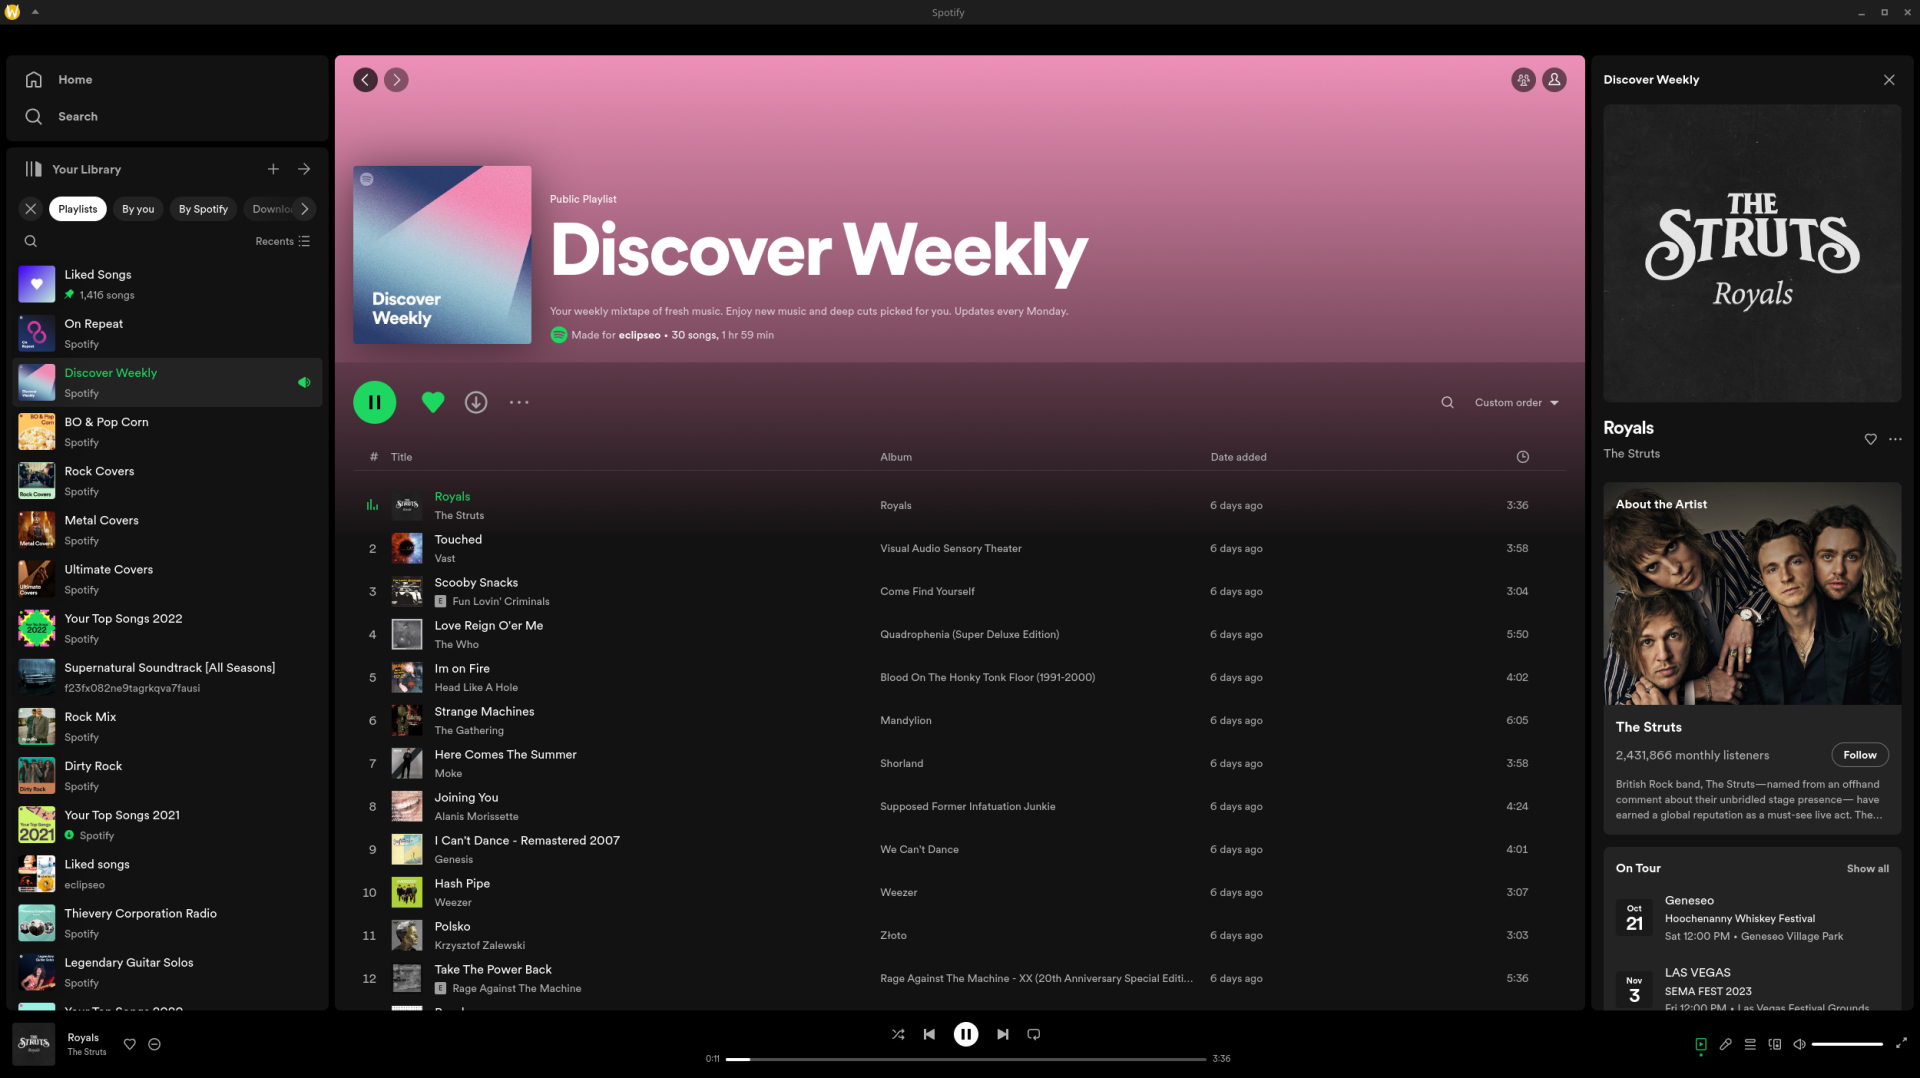 Spotify
Home
Search
Your Library
Playlists
By you
By Spotify
Downlo
Recents
Liked Songs
1,416 songs
On Repeat
Spotify
Discover Weekly
Spotify
BO & Pop Corn
Spotify
Rock Covers
Spotify
Metal Covers
Spotify
Ultimate Covers
Spotify
Your Top Songs 2022
Spotify
Supernatural Soundtrack [All Seasons]
f23fx082ne9tagrkqva7fausi
Rock Mix
Spotify
Dirty Rock
Spotify
Your Top Songs 2021
Spotify
Liked songs
eclipseo
Thievery Corporation Radio
Spotify
Legendary Guitar Solos
Spotify
Discover
Weekly
Public Playlist
Discover Weekly
Your weekly mixtape of fresh music. Enjoy new music and deep cuts picked for you. Updates every Monday.
Made for eclipseo • 30 songs, 1 hr 59 min
Custom order
# Title Album Date added
Royals
The Struts
Royals
6 days ago
3:36
2
Touched
Vast
Visual Audio Sensory Theater
6 days ago
3:58
3
Scooby Snacks
E Fun Lovin' Criminals
Come Find Yourself
6 days ago
3:04
4
Love Reign O'er Me
The Who
Quadrophenia (Super Deluxe Edition)
6 days ago
5:50
5
Im on Fire
Head Like A Hole
Blood On The Honky Tonk Floor (1991-2000)
6 days ago
4:02
6
Strange Machines
The Gathering
Mandylion
6 days ago
6:05
7
Here Comes The Summer
Moke
Shorland
6 days ago
3:58
8
Joining You
Alanis Morissette
Supposed Former Infatuation Junkie
6 days ago
4:24
9
I Can't Dance - Remastered 2007
Genesis
We Can't Dance
6 days ago
4:01
10
Hash Pipe
Weezer
Weezer
6 days ago
3:07
11
Polsko
Krzysztof Zalewski
Złoto
6 days ago
3:03
12
Take The Power Back
E Rage Against The Machine
Rage Against The Machine - XX (20th Anniversary Special Editi...
6 days ago
5:36
Discover Weekly
THE
STRUTS
Royals
Royals
The Struts
About the Artist
The Struts
2,431,866 monthly listeners
Follow
British Rock band, The Struts—named from an offhand
comment about their unbridled stage presence— have
earned a global reputation as a must-see live act. The...
On Tour
Show all
Oct
21
Geneseo
Hoochenanny Whiskey Festival
Sat 12:00 PM • Geneseo Village Park
Nov
3
LAS VEGAS
SEMA FEST 2023
Fri 12:00 PM • Las Vegas Festival Grounds
Royals
The Struts
0:11
3:36